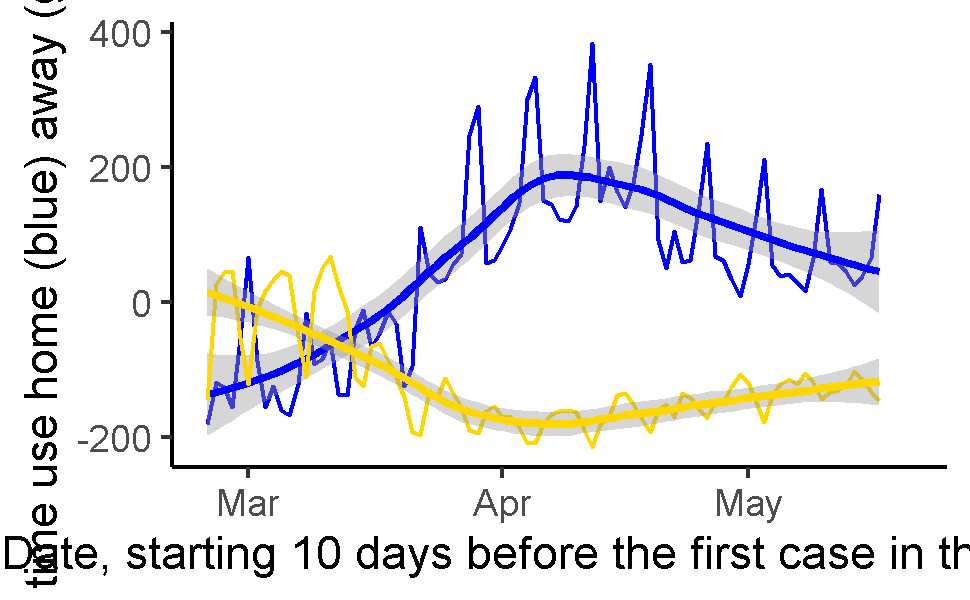 time use home (blue) away (
400
200
0
-200
Mar Apr May
Date, starting 10 days before the first case in th